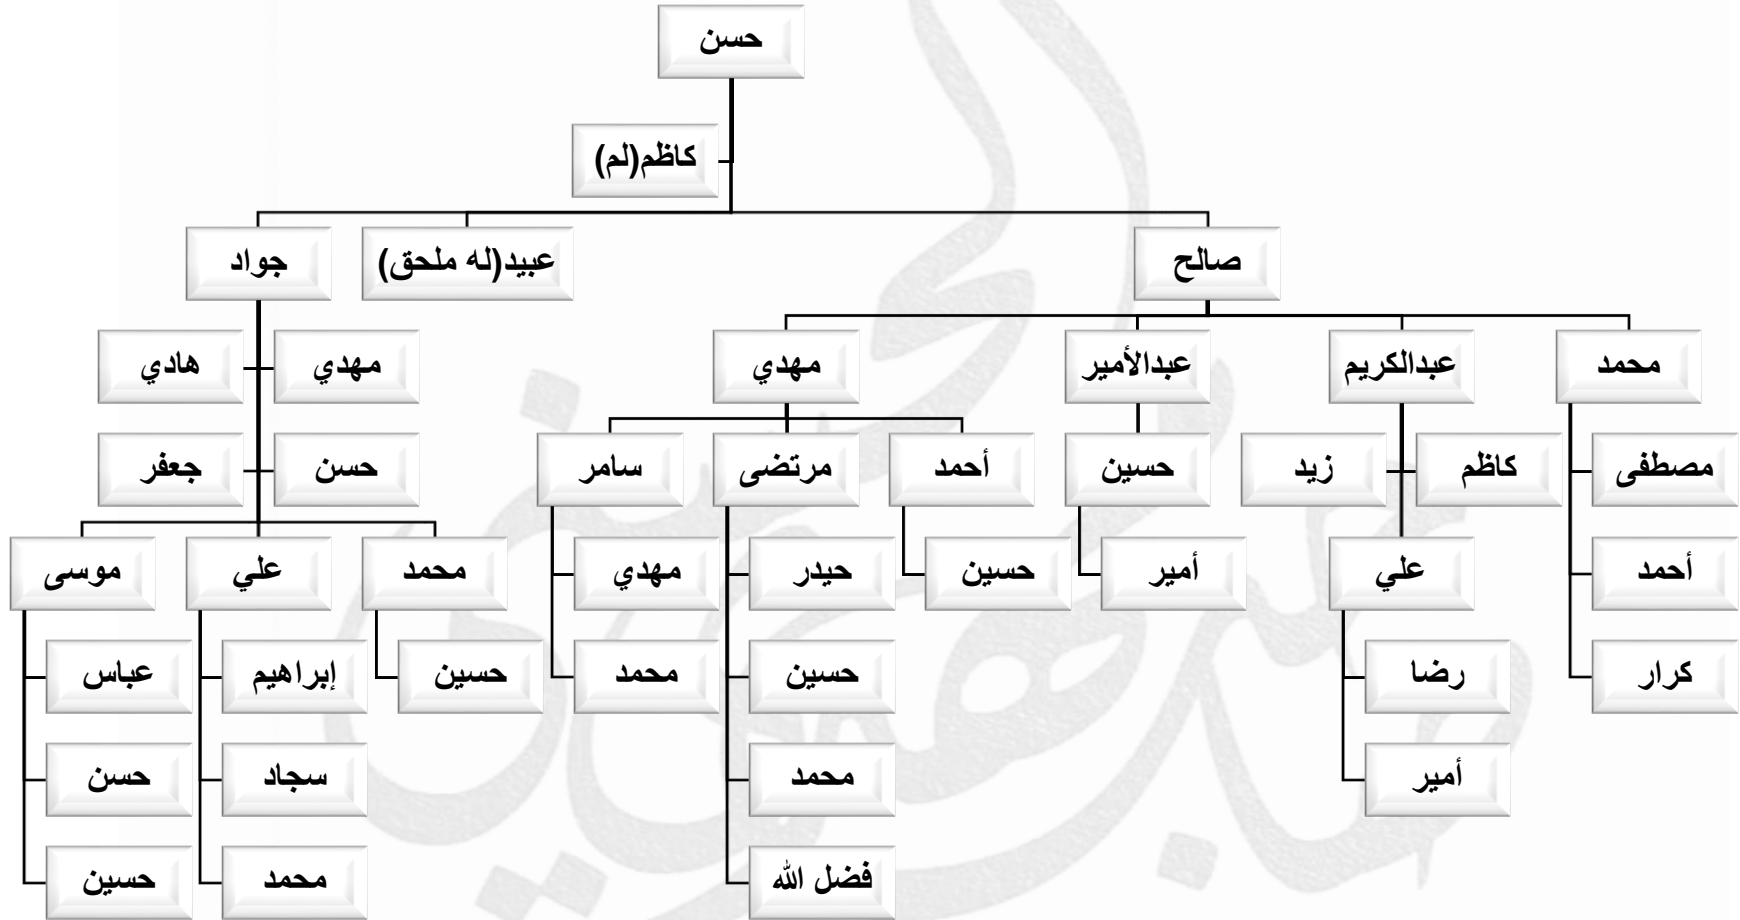 حسن
كاظم(لم)
صالح
عبيد(له ملحق)
جواد
محمد
عبدالكريم
عبدالأمير
مهدي
مهدي
هادي
مصطفى
كاظم
زيد
حسين
أحمد
مرتضى
سامر
حسن
جعفر
أحمد
علي
أمير
حسين
حيدر
مهدي
محمد
علي
موسى
كرار
رضا
حسين
محمد
حسين
إبراهيم
عباس
أمير
محمد
سجاد
حسن
فضل الله
محمد
حسين